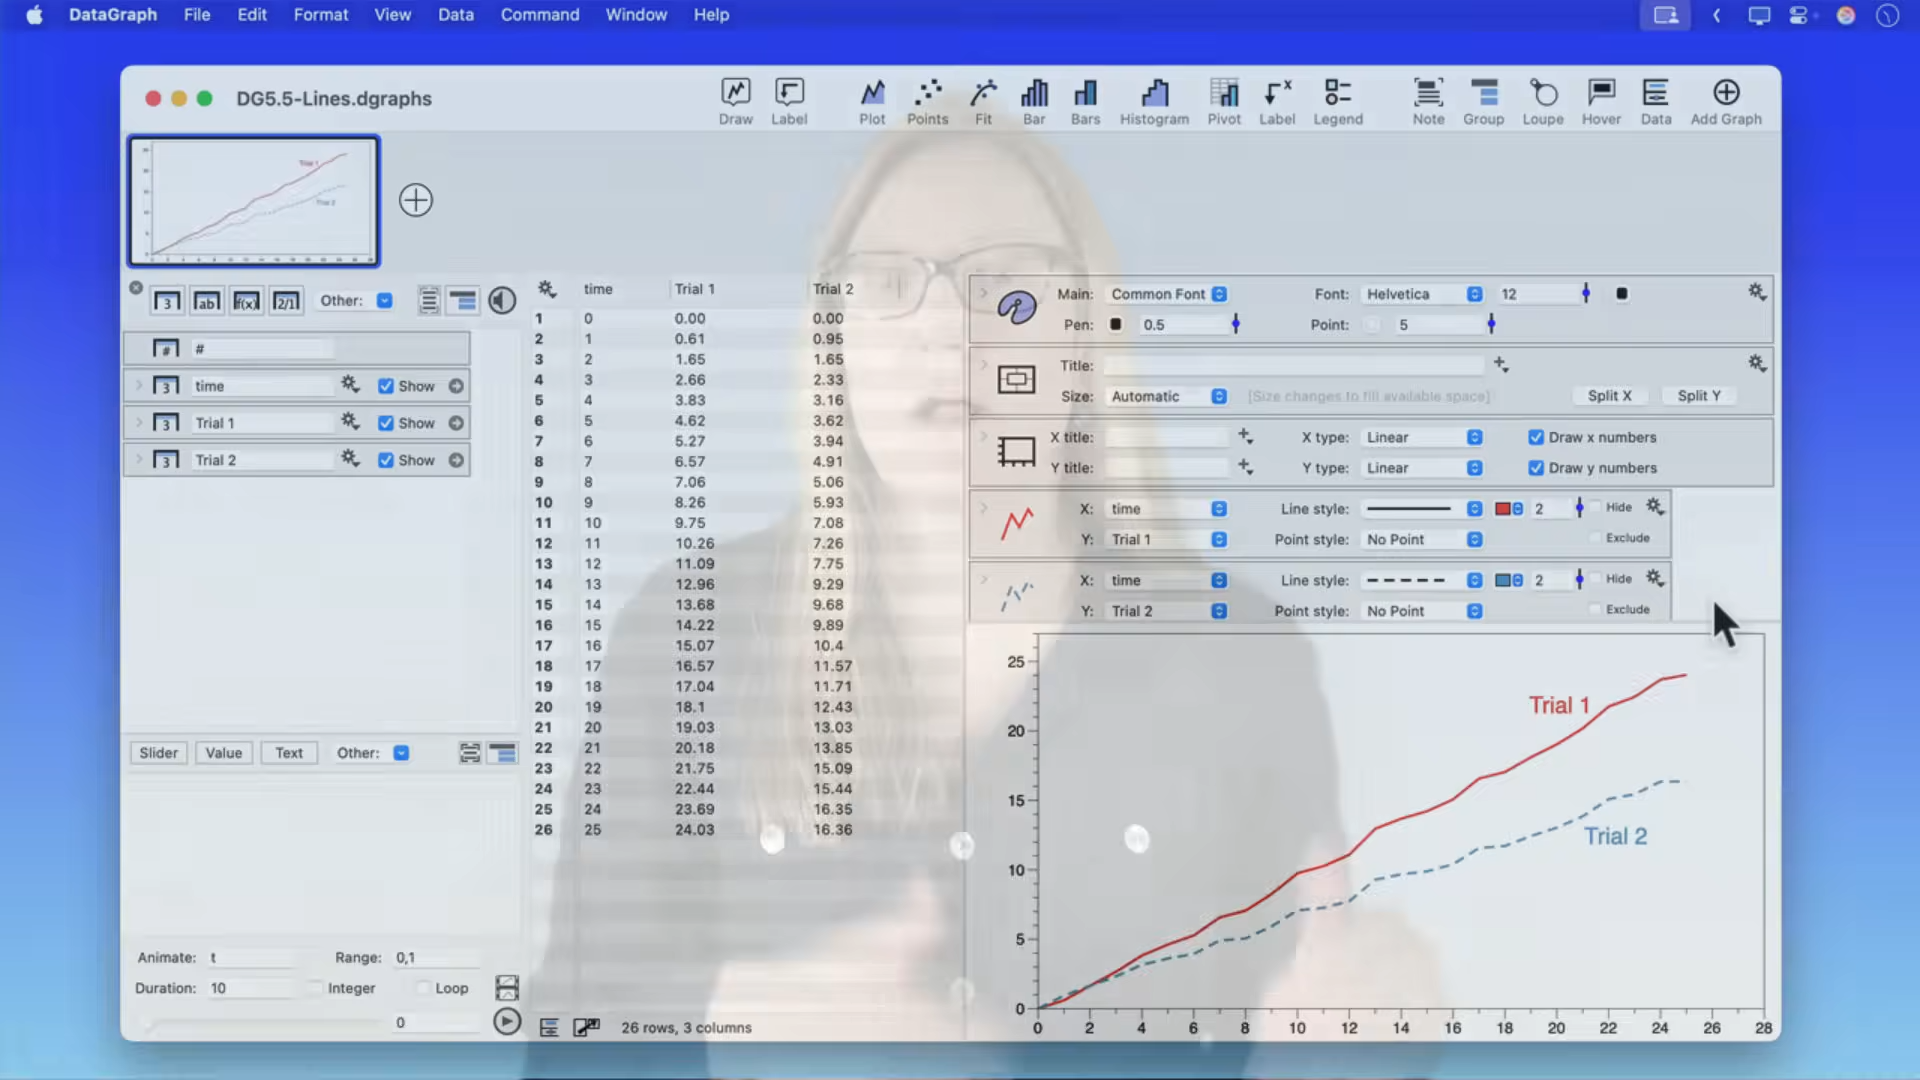 DataGraph File Edit Format View Data Command Window Help
DG5.5-Lines.dgraphs
Draw Label Plot Points Fit Bar Bars Histogram Pivot Label Legend Note Group Loupe Hover Data Add Graph
3 ab f(x) 2/1 Other:
# #
3 time Show
3 Trial 1 Show
3 Trial 2 Show
time Trial 1 Trial 2
1 0 0.00 0.00
2 1 0.61 0.95
3 2 1.65 1.65
4 3 2.66 2.33
5 4 3.83 3.16
6 5 4.62 3.62
7 6 5.27 3.94
8 7 6.57 4.91
9 8 7.06 5.06
10 9 8.26 5.93
11 10 9.75 7.08
12 11 10.26 7.26
13 12 11.09 7.75
14 13 12.96 9.29
15 14 13.68 9.68
16 15 14.22 9.89
17 16 15.07 10.4
18 17 16.57 11.57
19 18 17.04 11.71
20 19 18.1 12.43
21 20 19.03 13.03
22 21 20.18 13.85
23 22 21.75 15.09
24 23 22.44 15.44
25 24 23.69 16.35
26 25 24.03 16.36
26 rows, 3 columns
Slider Value Text Other:
Animate: t Range: 0,1
Duration: 10 Integer Loop
0
Main: Common Font Font: Helvetica 12
Pen: 0.5 Point: 5
Title:
Size: Automatic [Size changes to fill available space] Split X Split Y
X title: X type: Linear Draw x numbers
Y title: Y type: Linear Draw y numbers
X: time Line style: 2 Hide
Y: Trial 1 Point style: No Point Exclude
X: time Line style: 2 Hide
Y: Trial 2 Point style: No Point Exclude
25
20
15
10
5
0
Trial 1
Trial 2
0 2 4 6 8 10 12 14 16 18 20 22 24 26 28